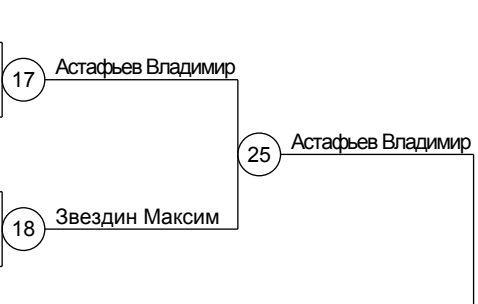 17 Астафьев Владимир
25 Астафьев Владимир
18 Звездин Максим